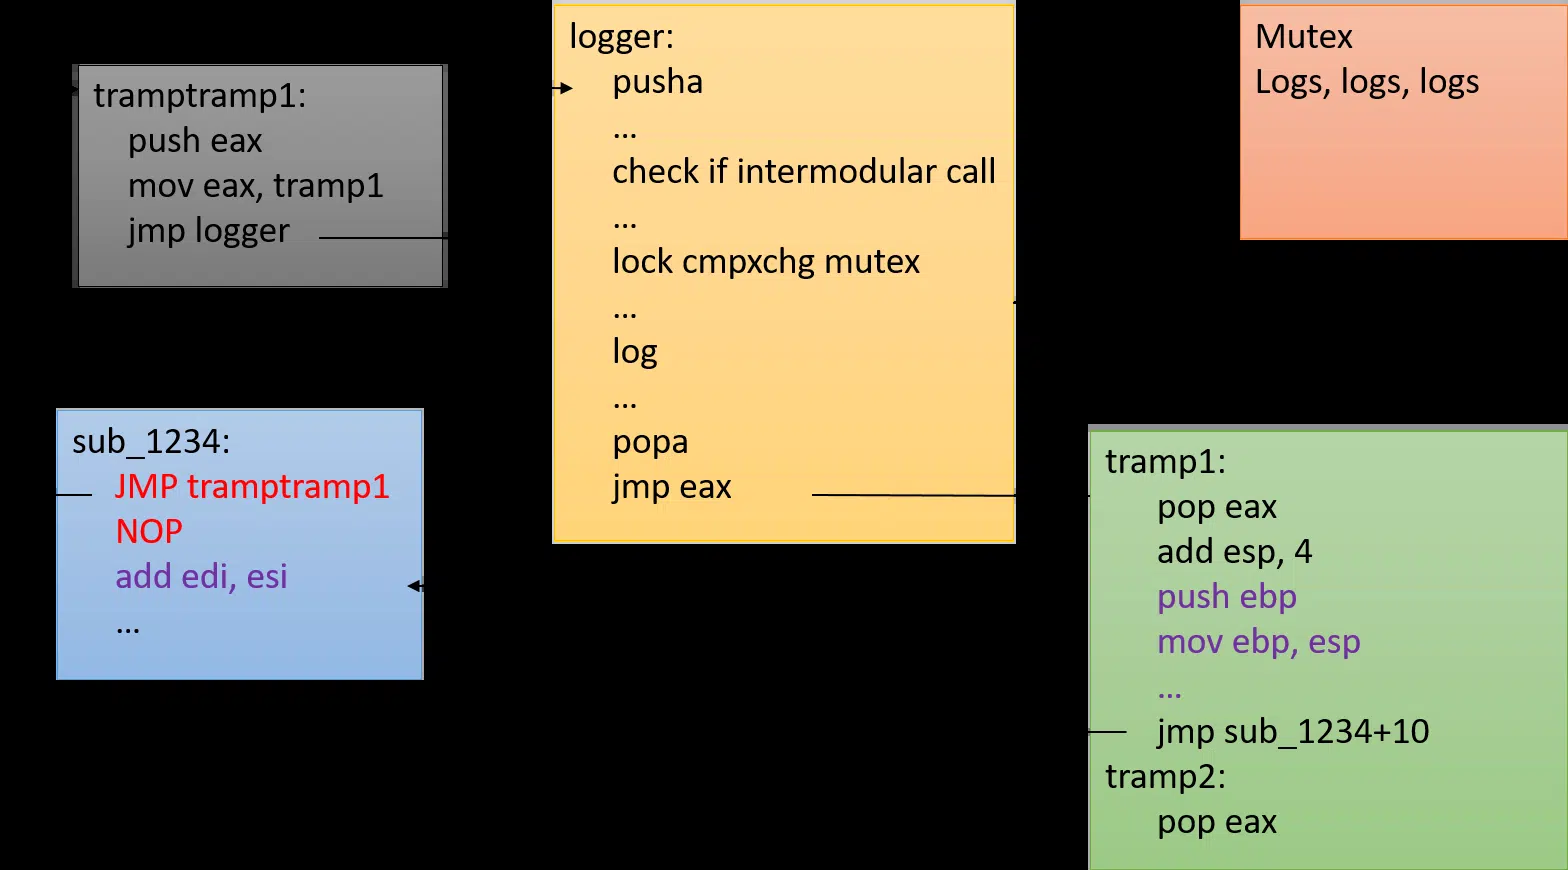 tramptramp1:
push eax
mov eax, tramp1
jmp logger
sub_1234:
JMP tramptramp1
NOP
add edi, esi
...
logger:
pusha
...
check if intermodular call
...
lock cmpxchg mutex
...
log
...
popa
jmp eax
Mutex
Logs, logs, logs
tramp1:
pop eax
add esp, 4
push ebp
mov ebp, esp
...
jmp sub_1234+10
tramp2:
pop eax